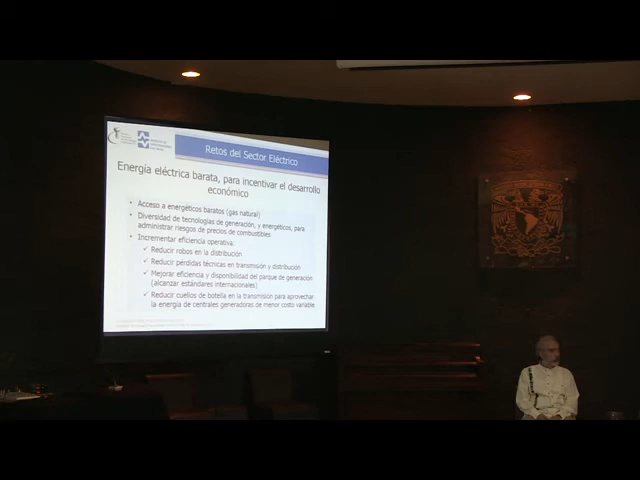 Retos del Sector Eléctrico
Energía eléctrica barata, para incentivar el desarrollo
económico
• Acceso a energéticos baratos (gas natural)
• Diversidad de tecnologías de generación, y energéticos, para
administrar riesgos de precios de combustibles
• Incrementar eficiencia operativa:
✓ Reducir robos en la distribución
✓ Reducir pérdidas técnicas en transmisión y distribución
✓ Mejorar eficiencia y disponibilidad del parque de generación
(alcanzar estándares internacionales)
✓ Reducir cuellos de botella en la transmisión para aprovechar
la energía de centrales generadoras de menor costo variable